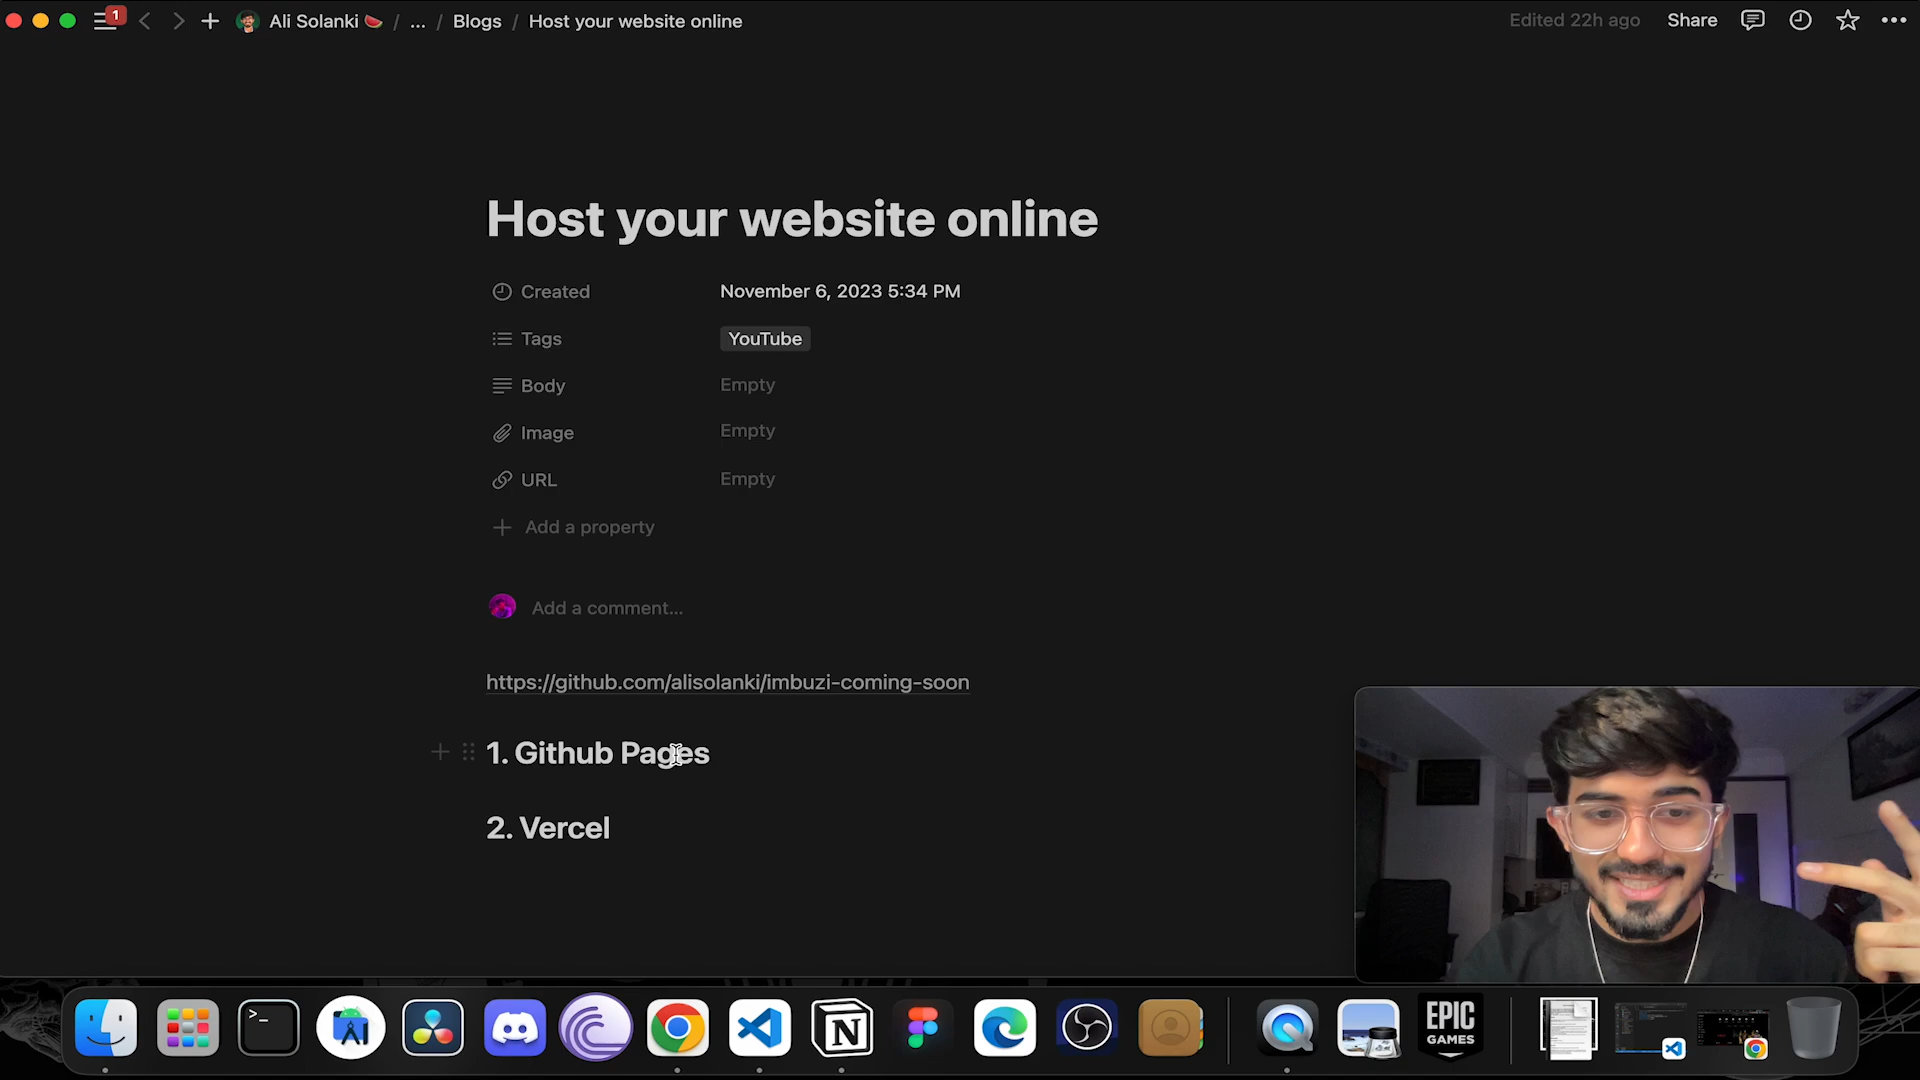 1
Ali Solanki 🍉 / ... / Blogs / Host your website online
Edited 22h ago
Share
Host your website online
Created
November 6, 2023 5:34 PM
Tags
YouTube
Body
Empty
Image
Empty
URL
Empty
Add a property
Add a comment...
https://github.com/alisolanki/imbuzi-coming-soon
1. Github Pages
2. Vercel
EPIC
GAMES